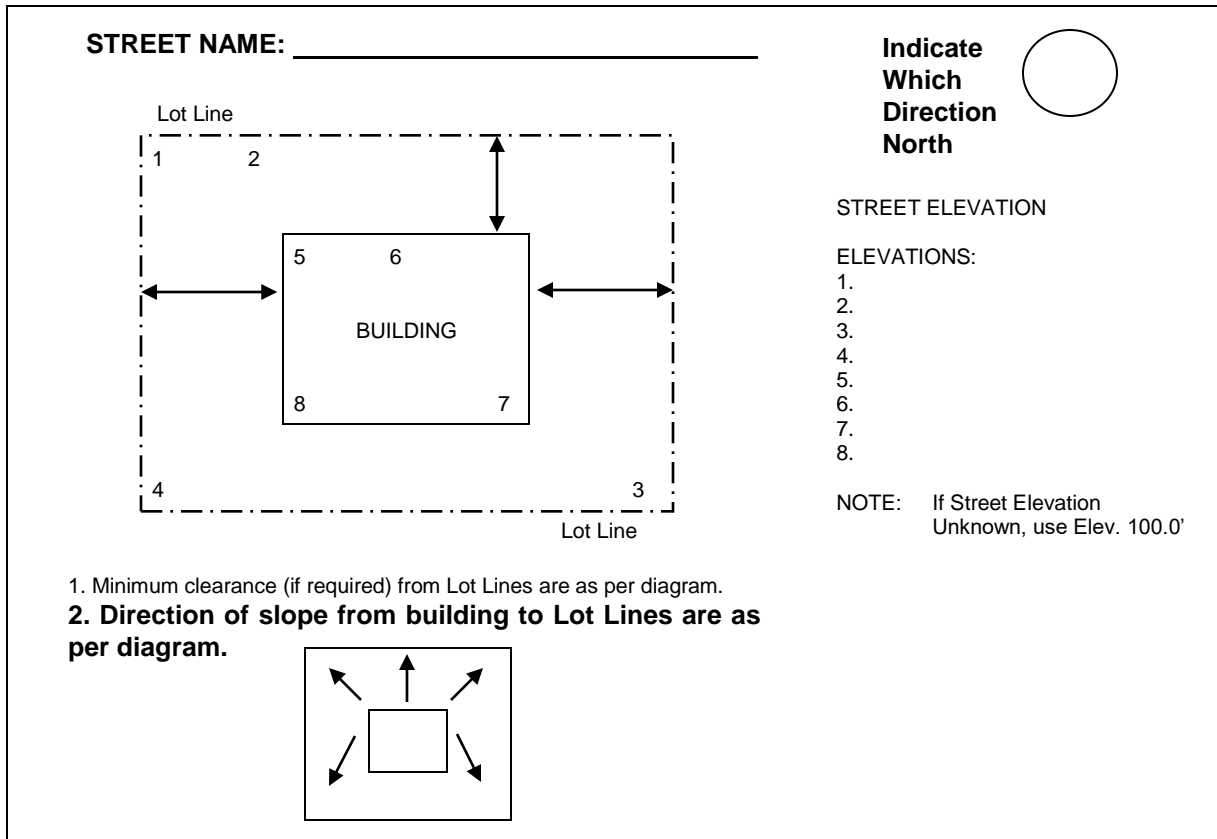 STREET NAME:
Indicate
Which
Direction
North
Lot Line
1 2
5 6
BUILDING
8 7
4 3
Lot Line
STREET ELEVATION
ELEVATIONS:
1.
2.
3.
4.
5.
6.
7.
8.
NOTE: If Street Elevation
Unknown, use Elev. 100.0’
1. Minimum clearance (if required) from Lot Lines are as per diagram.
2. Direction of slope from building to Lot Lines are as
per diagram.